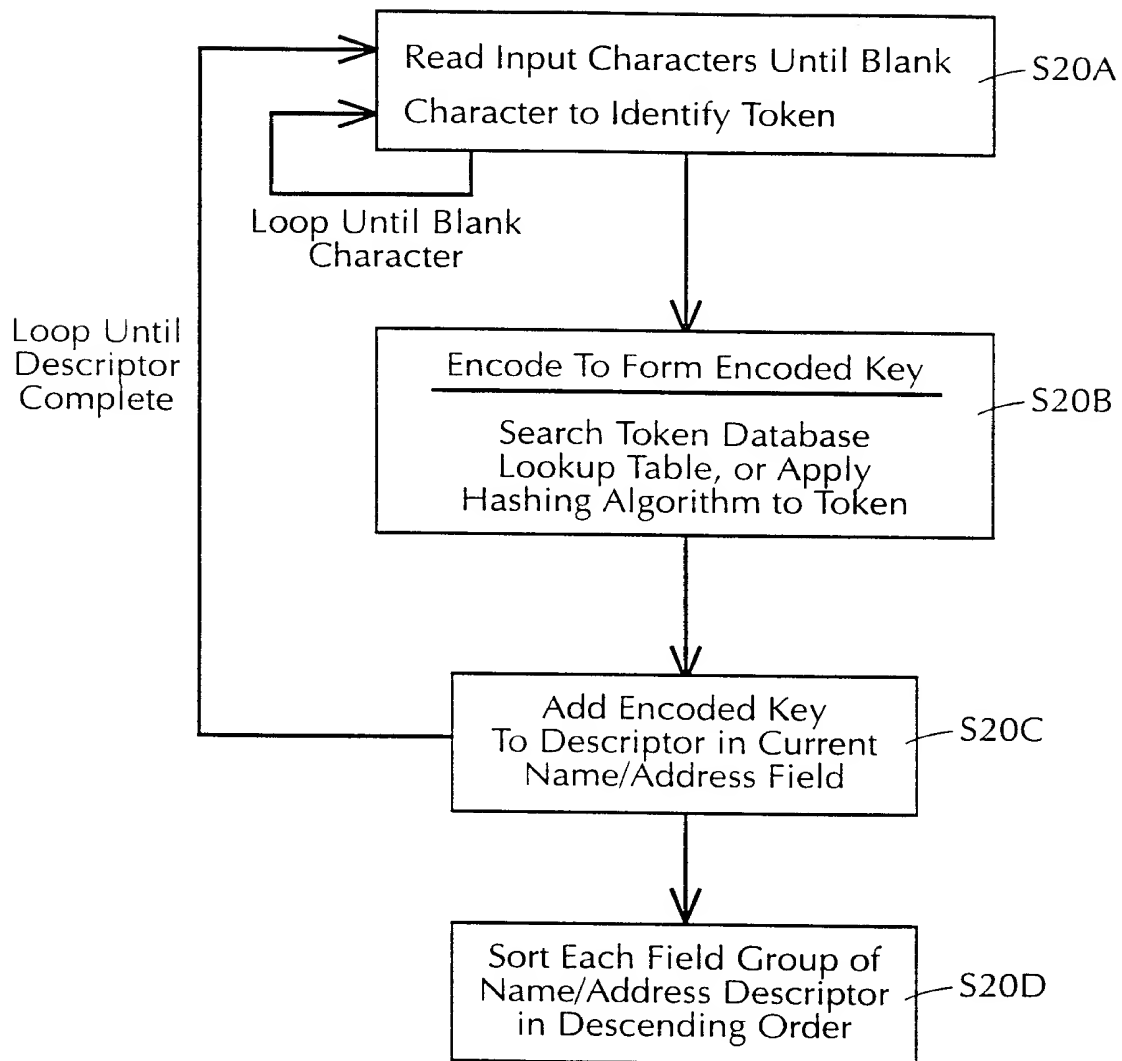 Read Input Characters Until Blank
Character to Identify Token
S20A
Loop Until Blank
Character
Loop Until
Descriptor
Complete
Encode To Form Encoded Key
Search Token Database
Lookup Table, or Apply
Hashing Algorithm to Token
S20B
Add Encoded Key
To Descriptor in Current
Name/Address Field
S20C
Sort Each Field Group of
Name/Address Descriptor
in Descending Order
S20D